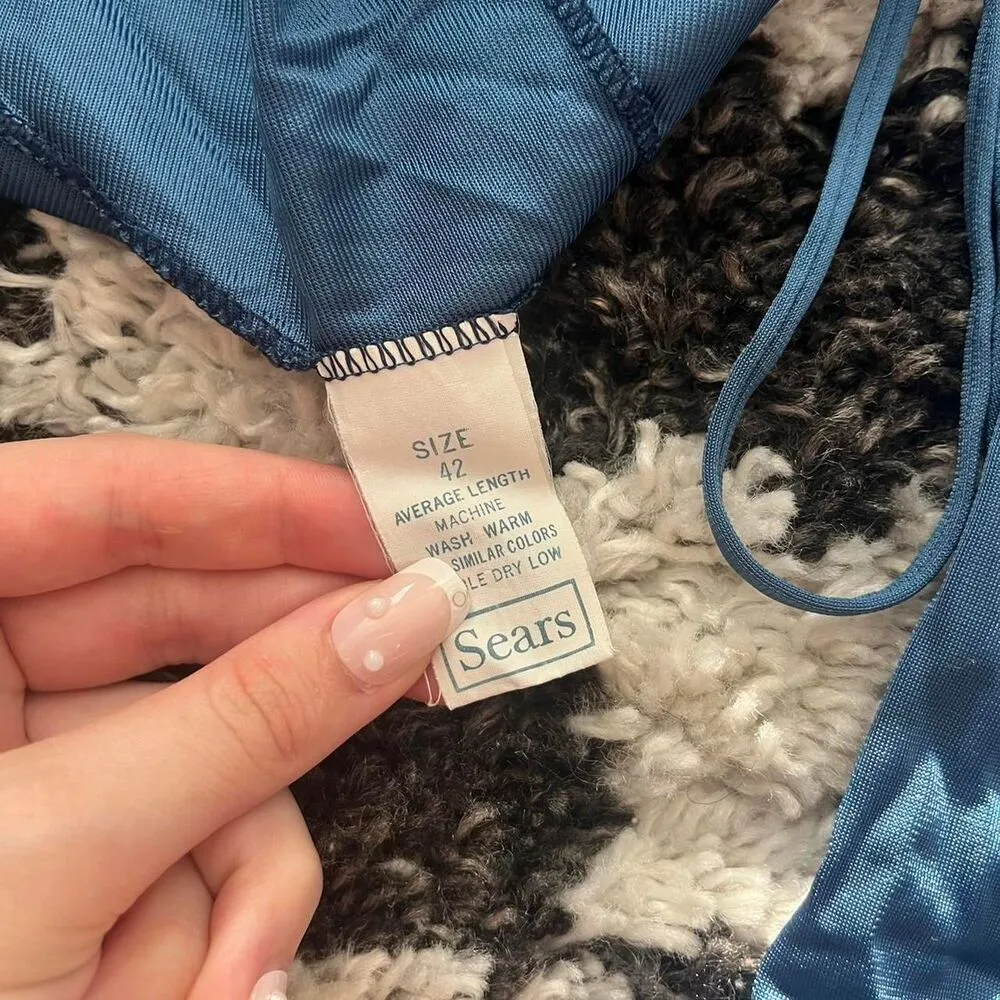 SIZE
42
AVERAGE LENGTH
MACHINE
WASH WARM
SIMILAR COLORS
DRY LOW
Sears